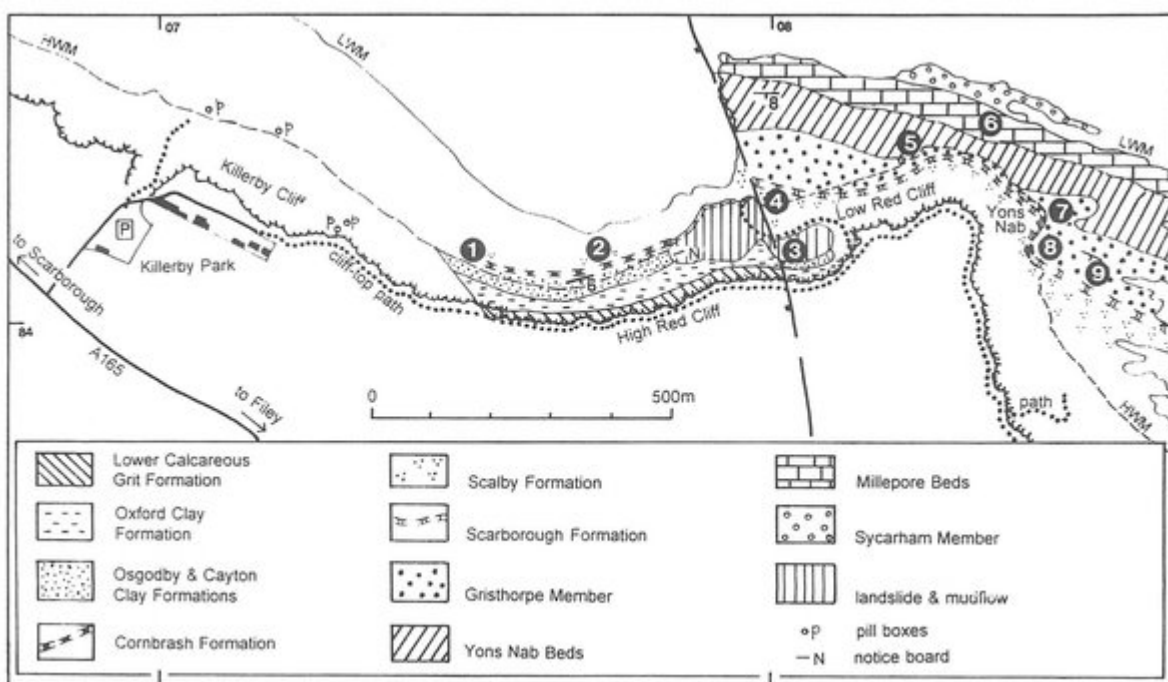 07
08
HWM
LWM
P
P
8
6
5
LWM
Killerby Cliff
4
Low Red Cliff
7
Yons
Nab
P
P P
1
2
N
3
8
9
Killerby Park
to Scarborough
cliff-top path
6
High Red Cliff
84
A165
to Filey
0
500m
path
HWM
Lower Calcareous
Grit Formation
Oxford Clay
Formation
Osgodby & Cayton
Clay Formations
Cornbrash Formation
Scalby Formation
Scarborough Formation
Gristhorpe Member
Yons Nab Beds
Millepore Beds
Sycarham Member
landslide & mudflow
P pill boxes
N notice board